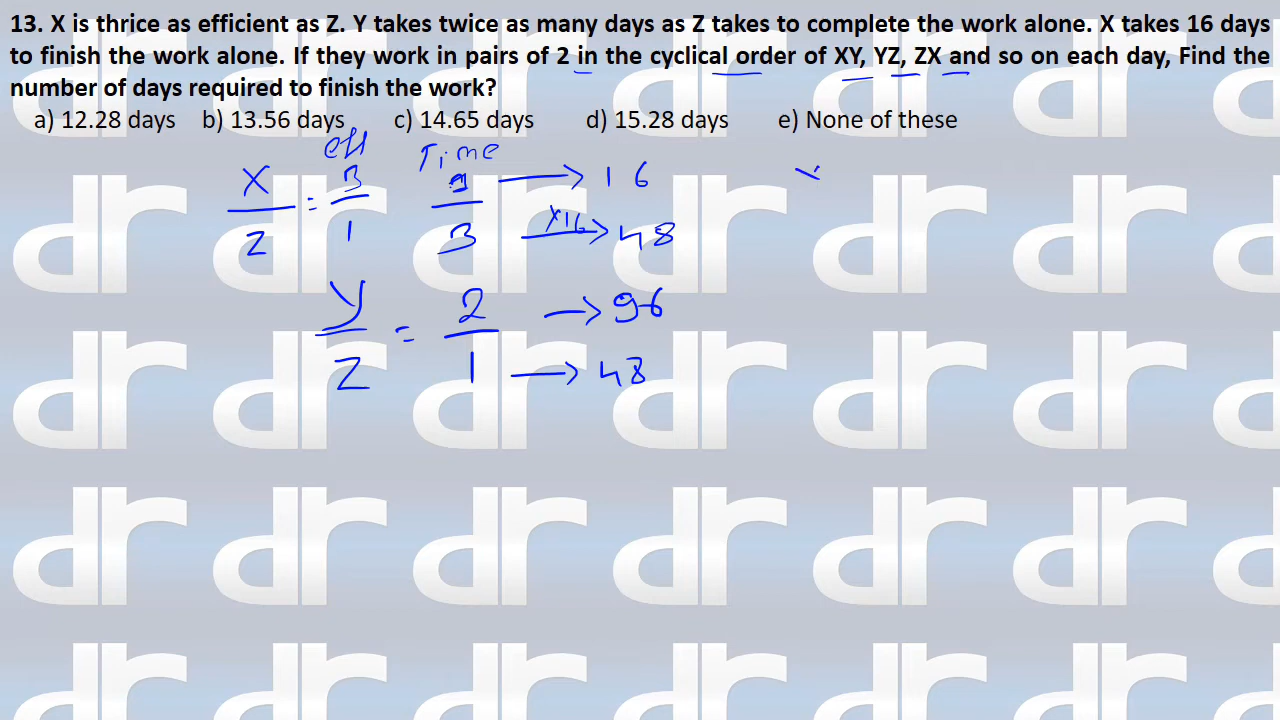 13. X is thrice as efficient as Z. Y takes twice as many days as Z takes to complete the work alone. X takes 16 days
to finish the work alone. If they work in pairs of 2 in the cyclical order of XY, YZ, ZX and so on each day, Find the
number of days required to finish the work?
a) 12.28 days b) 13.56 days c) 14.65 days d) 15.28 days e) None of these
eff Time
X = 3 1 → 16
Z 1 3 ×16 → 48
Y = 2 → 96
Z 1 → 48